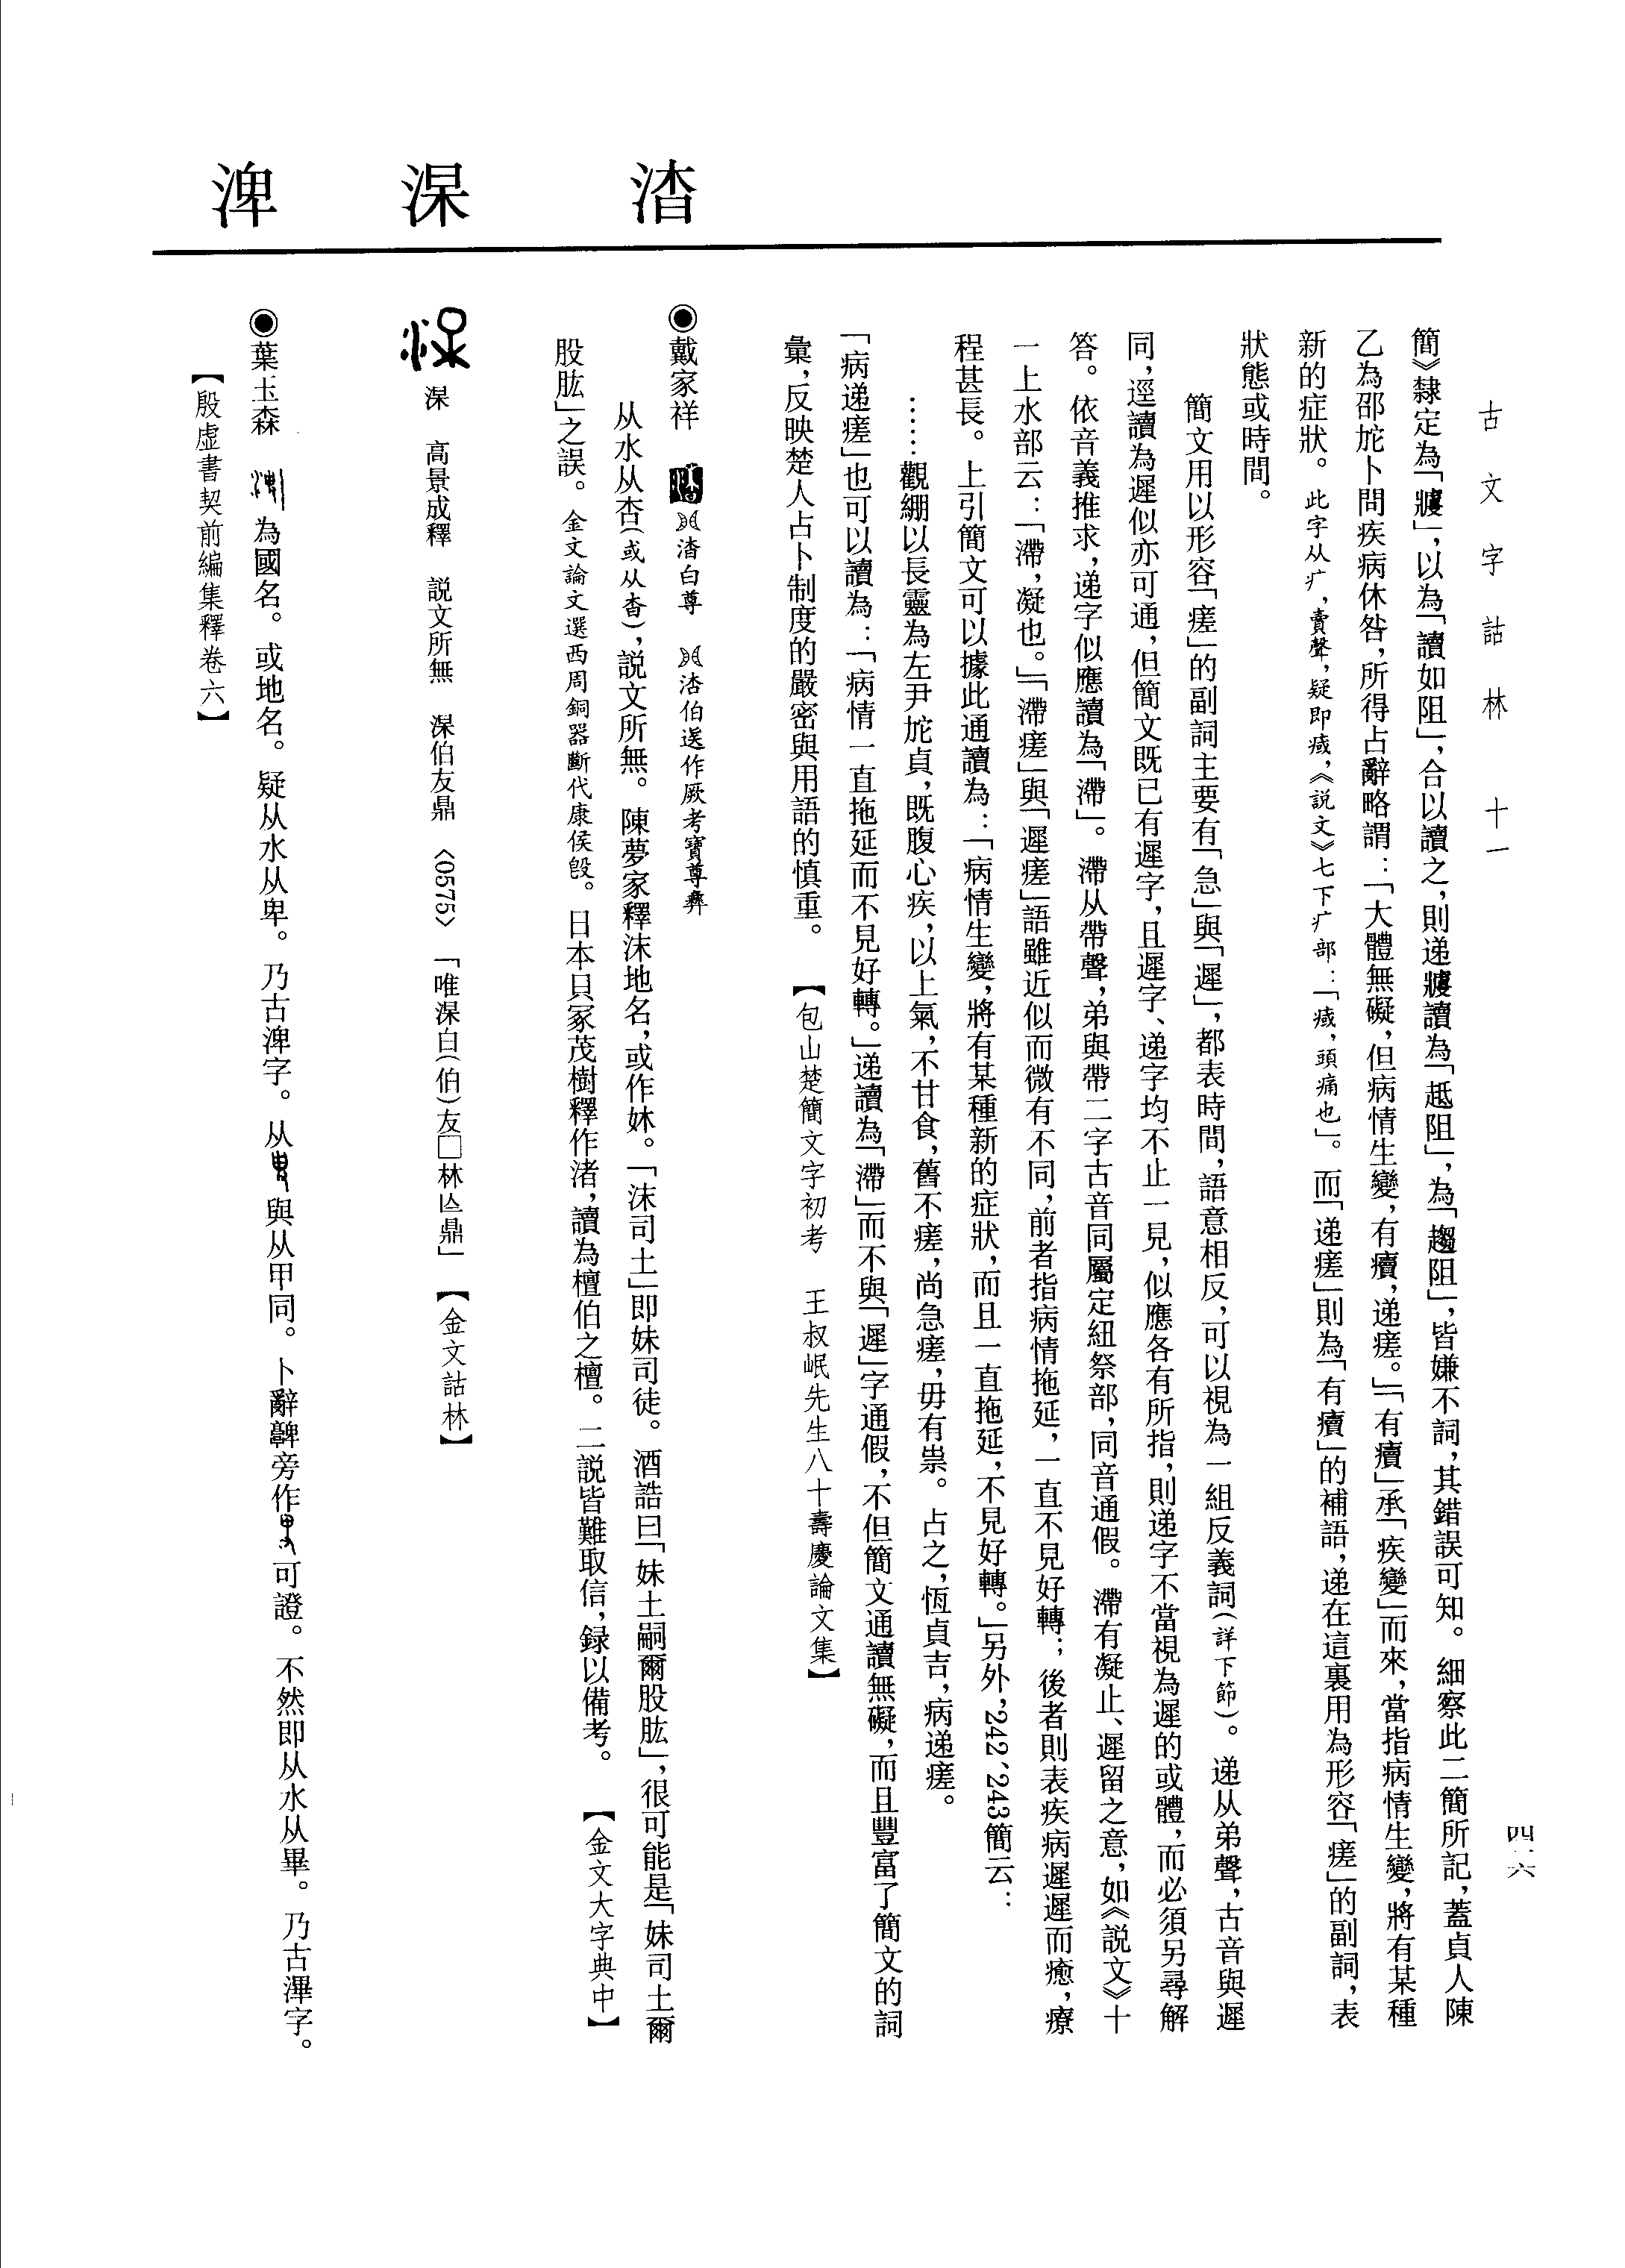 古文字詁林 十一
四一六
簡》隸定為「」,以為「讀如阻」,合以讀之,則递讀為「趆阻」,為「趨阻」,皆嫌不詞,其錯誤可知。細察此二簡所記,蓋貞人陳
乙為邵㐌卜問疾病休咎,所得占辭略謂:「大體無礙,但病情生變,有癀,递瘥。」「有癀」承「疾變」而來,當指病情生變,將有某種
新的症狀。此字从疒,賣聲,疑即瘯,《說文》七下疒部:「,頭痛也」。而「递瘥」則為「有癀」的補語,递在這裏用為形容「瘥」的副詞,表
狀態或時間。
簡文用以形容「瘥」的副詞主要有「急」與「遲」,都表時間,語意相反,可以視為一組反義詞(詳下節)。递从弟聲,古音與遲
同,逕讀為遲似亦可通,但簡文既已有遲字,且遲字、递字均不止一見,似應各有所指,則递字不當視為遲的或體,而必須另尋解
答。依音義推求,递字似應讀為「滯」。滯从帶聲,弟與帶二字古音同屬定紐祭部,同音通假。滯有凝止、遲留之意,如《說文》十
一上水部云:「滯,凝也。」「滯瘥」與「遲瘥」語雖近似而微有不同,前者指病情拖延,一直不見好轉;後者則表疾病遲遲而癒,療
程甚長。上引簡文可以據此通讀為:「病情生變,將有某種新的症狀,而且一直拖延,不見好轉。」另外,242、243簡云:
……觀繃以長靈為左尹㐌貞,既腹心疾,以上氣,不甘食,舊不瘥,尚急瘥,毋有祟。占之,恆貞吉,病递瘥。
「病递瘥」也可以讀為:「病情一直拖延而不見好轉。」递讀為「滯」而不與「遲」字通假,不但簡文通讀無礙,而且豐富了簡文的詞
彙,反映楚人占卜制度的嚴密與用語的慎重。 【包山楚簡文字初考 王叔岷先生八十壽慶論文集】
渣
●戴家祥 渣白尊 㳓伯逘作厥考寶尊彝
从水从杏(或从杳),說文所無。陳夢家釋沬地名,或作妹。「沬司土」即妹司徒。酒誥曰「妹土嗣爾股肱」,很可能是「妹司土爾
股肱」之誤。金文論文選西周銅器斷代康侯𣪘。日本貝冢茂樹釋作渚,讀為檀伯之檀。二說皆難取信,録以備考。 【金文大字典中】
淏
淏 高景成釋 説文所無 淏伯友鼎 <0575> 「唯淏白(伯)友□林乍鼎」 【金文詁林】
渒
●葉玉森 為國名。或地名。疑从水从卑。乃古渒字。从與从甲同。卜辭旁作可證。不然即从水从畢。乃古滭字。
【殷虛書契前編集釋卷六】